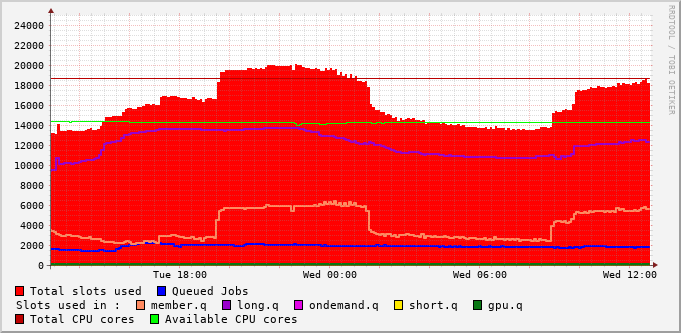 24000
22000
20000
18000
16000
14000
12000
10000
8000
6000
4000
2000
0
Tue 18:00 Wed 00:00 Wed 06:00 Wed 12:00
Total slots used Queued Jobs
Slots used in : member.q long.q ondemand.q short.q gpu.q
Total CPU cores Available CPU cores
RRDTOOL / TOBI OETIKER